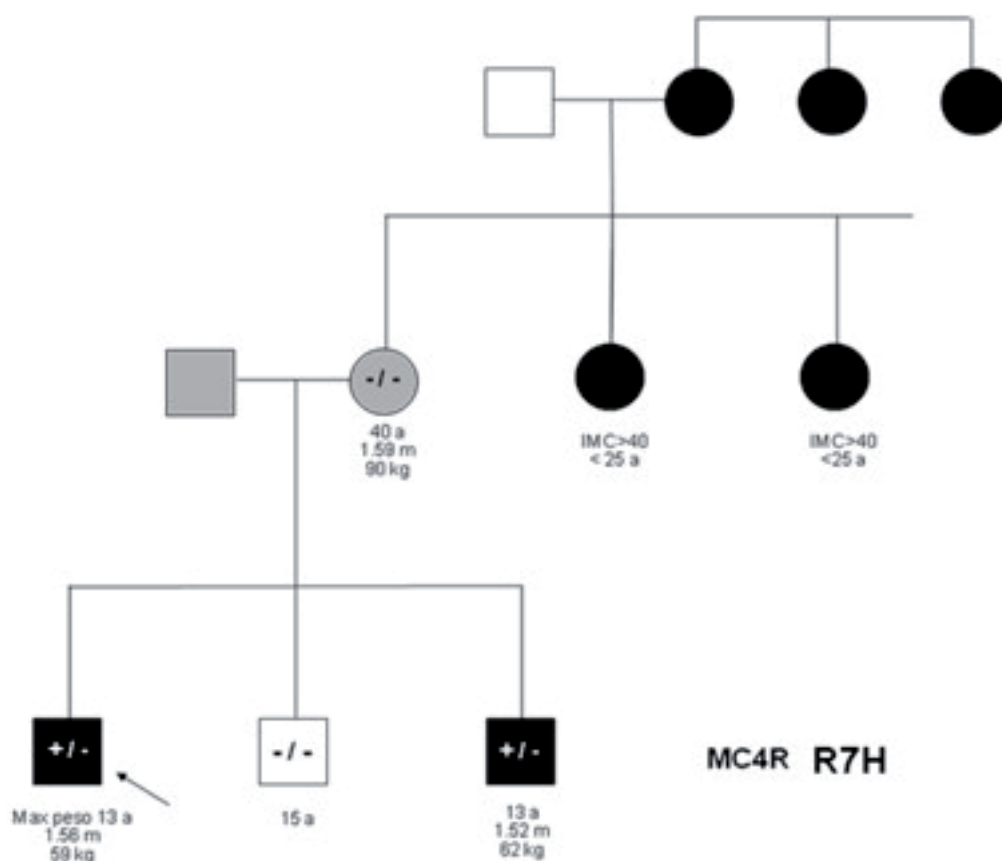 -/-
40 a
1.59 m
90 kg
IMC>40
< 25 a
IMC>40
<25 a
+/-
Max peso 13 a
1.56 m
59 kg
-/-
15 a
+/-
13 a
1.52 m
62 kg
MC4R R7H